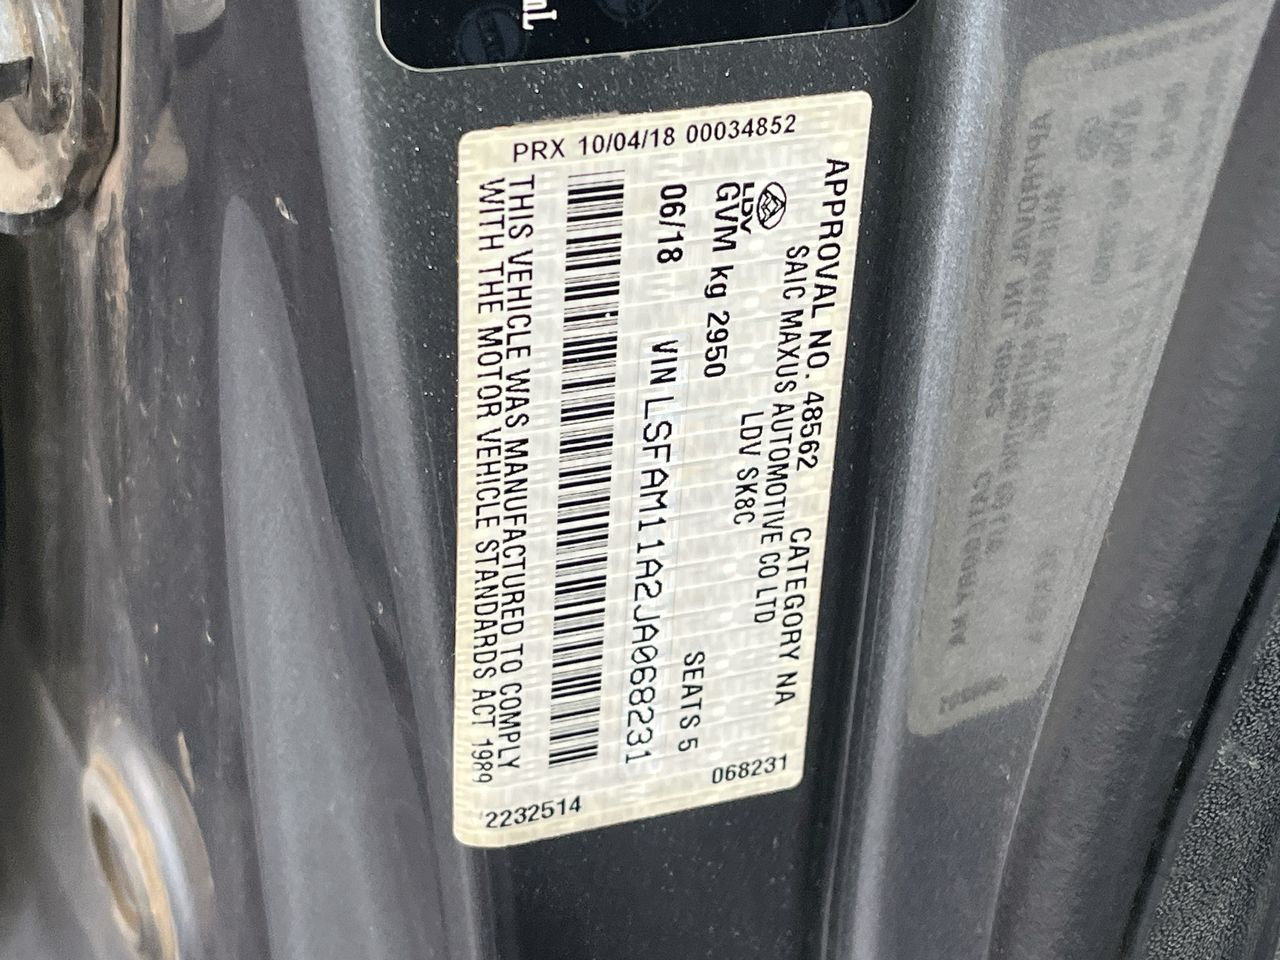 mL
PRX 10/04/18 00034852
APPROVAL NO. 48562 CATEGORY NA
SAIC MAXUS AUTOMOTIVE CO LTD
LDV
LDV SK8C
GVM kg 2950
SEATS 5
06/18 VIN LSFAM11A2JA068231
THIS VEHICLE WAS MANUFACTURED TO COMPLY
WITH THE MOTOR VEHICLE STANDARDS ACT 1989
2232514
068231